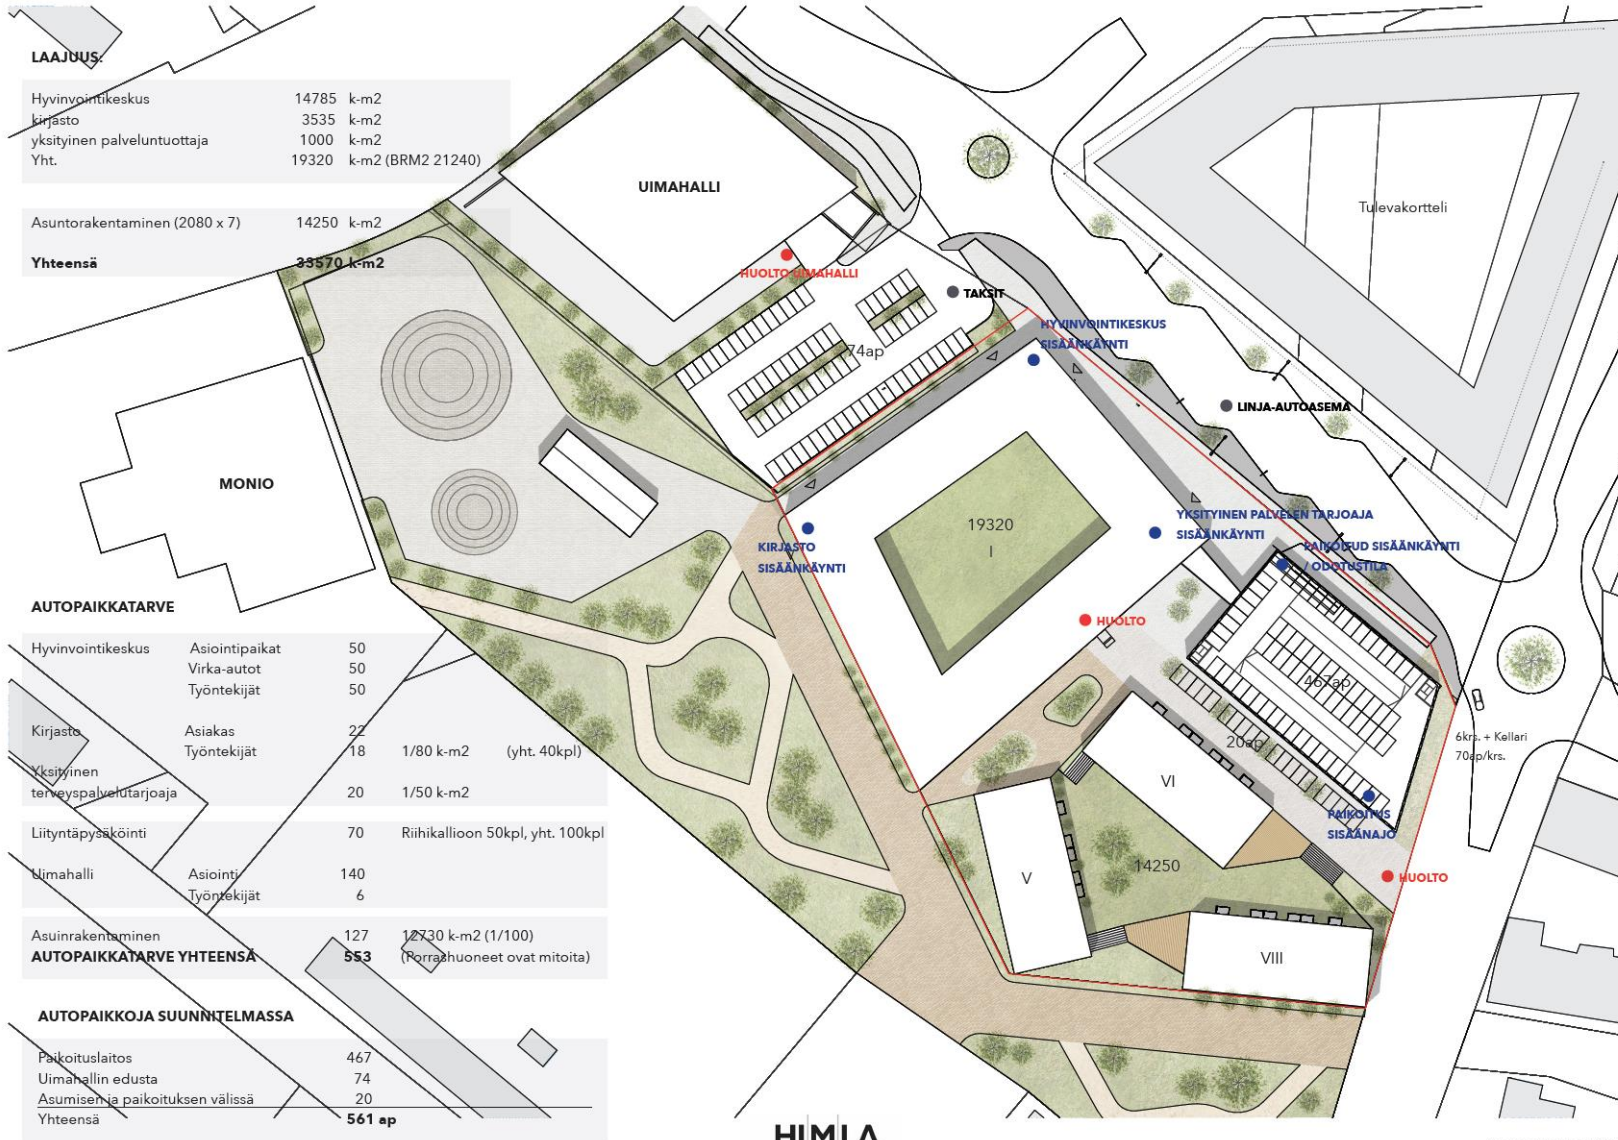 LAAJUUS:
Hyvinvointikeskus 14785 k-m2
kirjasto 3535 k-m2
yksityinen palveluntuottaja 1000 k-m2
Yht. 19320 k-m2 (BRM2 21240)
Asuntorakentaminen (2080 x 7) 14250 k-m2
Yhteensä 33570 k-m2
UIMAHALLI
HUOLTO UIMAHALLI
TAKSIT
74ap
HYVINVOINTIKESKUS
SISÄÄNKÄYNTI
Tulevakortteli
LINJA-AUTOASEMA
MONIO
19320
I
KIRJASTO
SISÄÄNKÄYNTI
YKSITYINEN PALVELEN TARJOAJA
SISÄÄNKÄYNTI
PAIKOITUD SISÄÄNKÄYNTI
/ ODOTUSTILA
HUOLTO
467ap
20ap
6krs. + Kellari
70ap/krs.
PAIKOITUS
SISÄÄNAJO
HUOLTO
VI
V
14250
VIII
AUTOPAIKKATARVE
Hyvinvointikeskus Asiointipaikat 50
Virka-autot 50
Työntekijät 50
Kirjasto Asiakas 22
Työntekijät 18 1/80 k-m2 (yht. 40kpl)
Yksityinen
terveyspalvelutarjoaja 20 1/50 k-m2
Liityntäpysäköinti 70 Riihikallioon 50kpl, yht. 100kpl
Uimahalli Asiointi 140
Työntekijät 6
Asuinrakentaminen 127 12730 k-m2 (1/100)
AUTOPAIKKATARVE YHTEENSÄ 553 (Porrashuoneet ovat mitoita)
AUTOPAIKKOJA SUUNNITELMASSA
Paikoituslaitos 467
Uimahallin edusta 74
Asumisen ja paikoituksen välissä 20
Yhteensä 561 ap
HIMLA